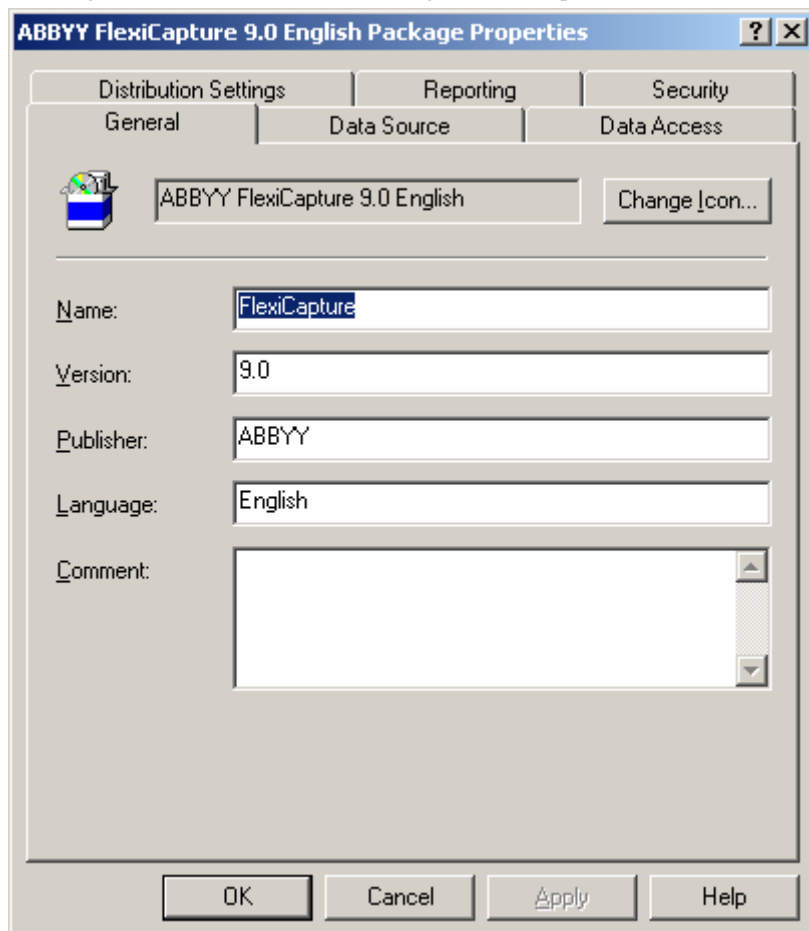 ABBYY FlexiCapture 9.0 English Package Properties
Distribution Settings Reporting Security
General Data Source Data Access
ABBYY FlexiCapture 9.0 English Change Icon...
Name: FlexiCapture
Version: 9.0
Publisher: ABBYY
Language: English
Comment:
OK Cancel Apply Help